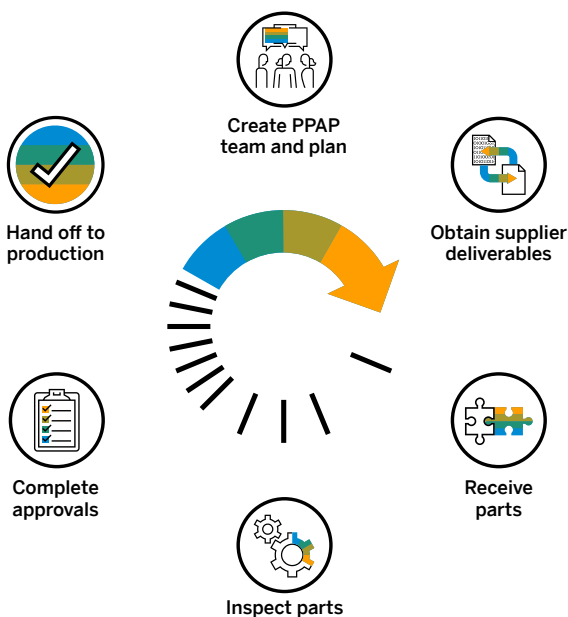 Create PPAP
team and plan
Obtain supplier
deliverables
Receive
parts
Inspect parts
Complete
approvals
Hand off to
production